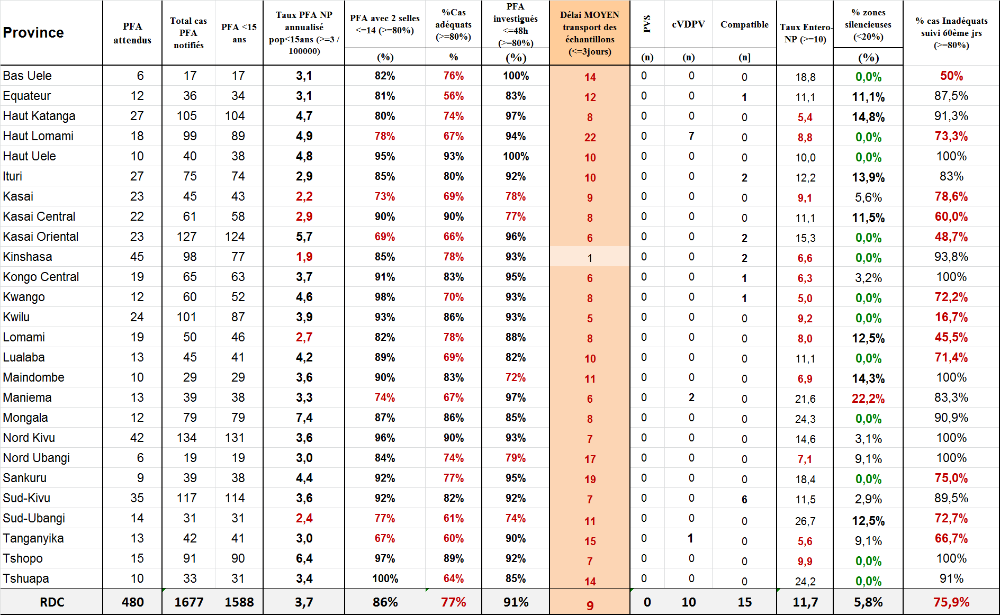 Province | PFA attendus | Total cas PFA notifiés | PFA <15 ans | Taux PFA NP annualisé pop<15ans (>=3 / 100000) | PFA avec 2 selles <=14 (>=80%) | %Cas adéquats (>=80%) | PFA investigués <=48h (>=80%) | Délai MOYEN transport des échantillons (<=3jours) | PVS | cVDPV | Compatible | Taux Entero-NP (>=10) | % zones silencieuses (<20%) | % cas Inadéquats suivi 60ème jrs (>=80%)
(%) | % | (%) | (n) | (n) | (n] | (%)
Bas Uele | 6 | 17 | 17 | 3,1 | 82% | 76% | 100% | 14 | 0 | 0 | 0 | 18,8 | 0,0% | 50%
Equateur | 12 | 36 | 34 | 3,1 | 81% | 56% | 83% | 12 | 0 | 0 | 1 | 11,1 | 11,1% | 87,5%
Haut Katanga | 27 | 105 | 104 | 4,7 | 80% | 74% | 97% | 8 | 0 | 0 | 0 | 5,4 | 14,8% | 91,3%
Haut Lomami | 18 | 99 | 89 | 4,9 | 78% | 67% | 94% | 22 | 0 | 7 | 0 | 8,8 | 0,0% | 73,3%
Haut Uele | 10 | 40 | 38 | 4,8 | 95% | 93% | 100% | 10 | 0 | 0 | 0 | 10,0 | 0,0% | 100%
Ituri | 27 | 75 | 74 | 2,9 | 85% | 80% | 92% | 10 | 0 | 0 | 2 | 12,2 | 13,9% | 83%
Kasai | 23 | 45 | 43 | 2,2 | 73% | 69% | 78% | 9 | 0 | 0 | 0 | 9,1 | 5,6% | 78,6%
Kasai Central | 22 | 61 | 58 | 2,9 | 90% | 90% | 77% | 8 | 0 | 0 | 0 | 11,1 | 11,5% | 60,0%
Kasai Oriental | 23 | 127 | 124 | 5,7 | 69% | 66% | 96% | 6 | 0 | 0 | 2 | 15,3 | 0,0% | 48,7%
Kinshasa | 45 | 98 | 77 | 1,9 | 85% | 78% | 93% | 1 | 0 | 0 | 2 | 6,6 | 0,0% | 93,8%
Kongo Central | 19 | 65 | 63 | 3,7 | 91% | 83% | 95% | 6 | 0 | 0 | 1 | 6,3 | 3,2% | 100%
Kwango | 12 | 60 | 52 | 4,6 | 98% | 70% | 93% | 8 | 0 | 0 | 1 | 5,0 | 0,0% | 72,2%
Kwilu | 24 | 101 | 87 | 3,9 | 93% | 86% | 93% | 5 | 0 | 0 | 0 | 9,2 | 0,0% | 16,7%
Lomami | 19 | 50 | 46 | 2,7 | 82% | 78% | 88% | 8 | 0 | 0 | 0 | 8,0 | 12,5% | 45,5%
Lualaba | 13 | 45 | 41 | 4,2 | 89% | 69% | 82% | 10 | 0 | 0 | 0 | 11,1 | 0,0% | 71,4%
Maindombe | 10 | 29 | 29 | 3,6 | 90% | 83% | 72% | 11 | 0 | 0 | 0 | 6,9 | 14,3% | 100%
Maniema | 13 | 39 | 38 | 3,3 | 74% | 67% | 97% | 6 | 0 | 2 | 0 | 21,6 | 22,2% | 83,3%
Mongala | 12 | 79 | 79 | 7,4 | 87% | 86% | 85% | 8 | 0 | 0 | 0 | 24,3 | 0,0% | 90,9%
Nord Kivu | 42 | 134 | 131 | 3,6 | 96% | 90% | 93% | 7 | 0 | 0 | 0 | 14,6 | 3,1% | 100%
Nord Ubangi | 6 | 19 | 19 | 3,0 | 84% | 74% | 79% | 17 | 0 | 0 | 0 | 7,1 | 9,1% | 100%
Sankuru | 9 | 39 | 38 | 4,4 | 92% | 77% | 95% | 19 | 0 | 0 | 0 | 18,4 | 0,0% | 75,0%
Sud-Kivu | 35 | 117 | 114 | 3,6 | 92% | 82% | 92% | 7 | 0 | 0 | 6 | 11,5 | 2,9% | 89,5%
Sud-Ubangi | 14 | 31 | 31 | 2,4 | 77% | 61% | 74% | 11 | 0 | 0 | 0 | 26,7 | 12,5% | 72,7%
Tanganyika | 13 | 42 | 41 | 3,0 | 67% | 60% | 90% | 15 | 0 | 1 | 0 | 5,6 | 9,1% | 66,7%
Tshopo | 15 | 91 | 90 | 6,4 | 97% | 89% | 92% | 7 | 0 | 0 | 0 | 9,9 | 0,0% | 100%
Tshuapa | 10 | 33 | 31 | 3,4 | 100% | 64% | 85% | 14 | 0 | 0 | 0 | 24,2 | 0,0% | 91%
RDC | 480 | 1677 | 1588 | 3,7 | 86% | 77% | 91% | 9 | 0 | 10 | 15 | 11,7 | 5,8% | 75,9%